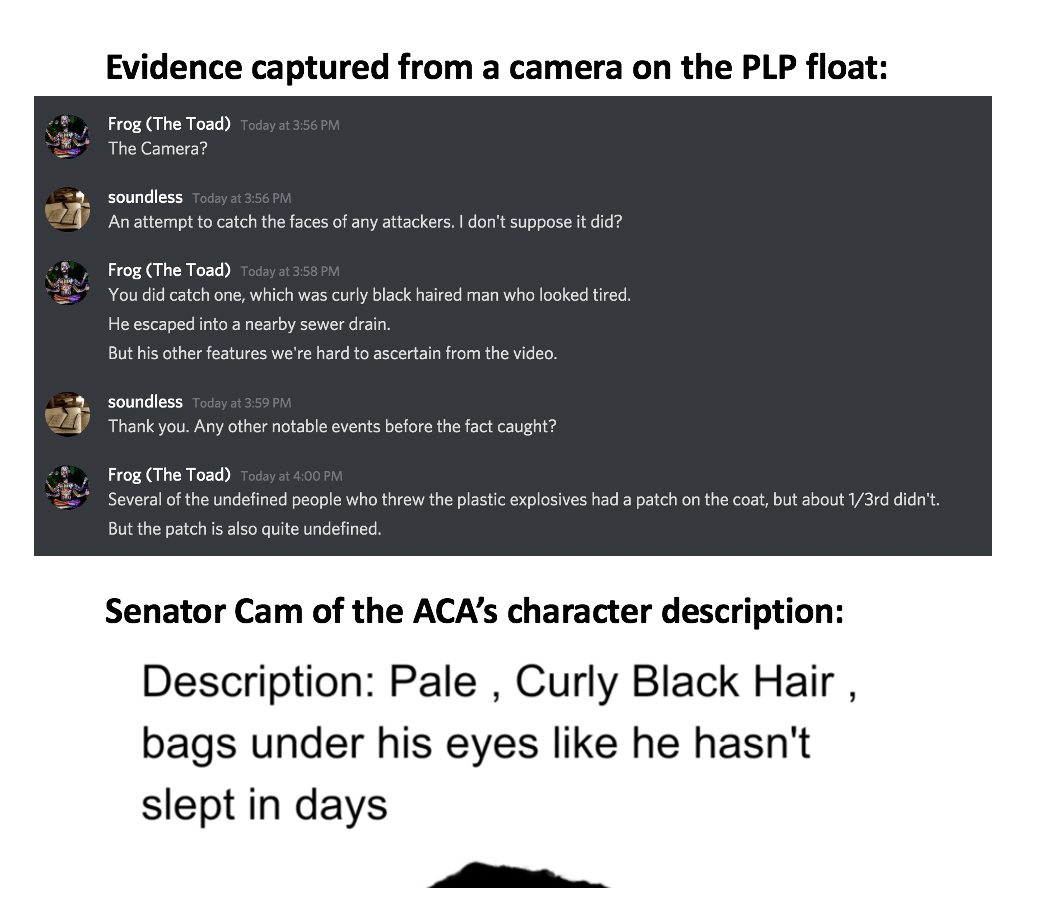 Evidence captured from a camera on the PLP float:
Frog (The Toad) Today at 3:56 PM
The Camera?
soundless Today at 3:56 PM
An attempt to catch the faces of any attackers. I don't suppose it did?
Frog (The Toad) Today at 3:58 PM
You did catch one, which was curly black haired man who looked tired.
He escaped into a nearby sewer drain.
But his other features we're hard to ascertain from the video.
soundless Today at 3:59 PM
Thank you. Any other notable events before the fact caught?
Frog (The Toad) Today at 4:00 PM
Several of the undefined people who threw the plastic explosives had a patch on the coat, but about 1/3rd didn't.
But the patch is also quite undefined.
Senator Cam of the ACA’s character description:
Description: Pale , Curly Black Hair ,
bags under his eyes like he hasn't
slept in days